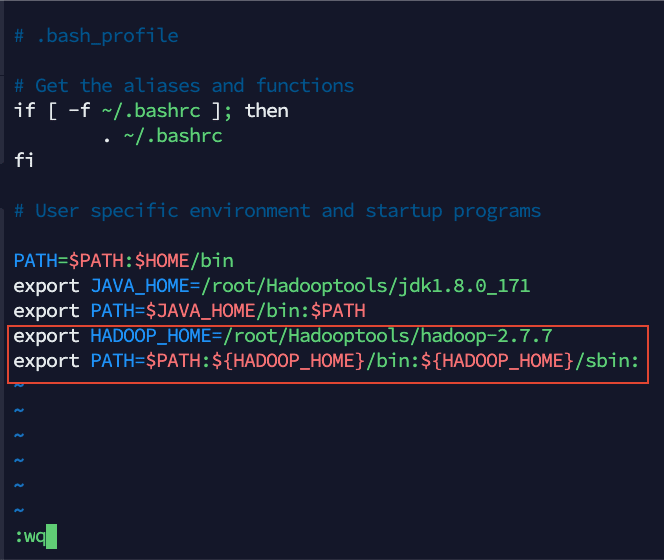 # .bash_profile
# Get the aliases and functions
if [ -f ~/.bashrc ]; then
. ~/.bashrc
fi
# User specific environment and startup programs
PATH=$PATH:$HOME/bin
export JAVA_HOME=/root/Hadooptools/jdk1.8.0_171
export PATH=$JAVA_HOME/bin:$PATH
export HADOOP_HOME=/root/Hadooptools/hadoop-2.7.7
export PATH=$PATH:${HADOOP_HOME}/bin:${HADOOP_HOME}/sbin:
~
~
~
~
~
~
:wq